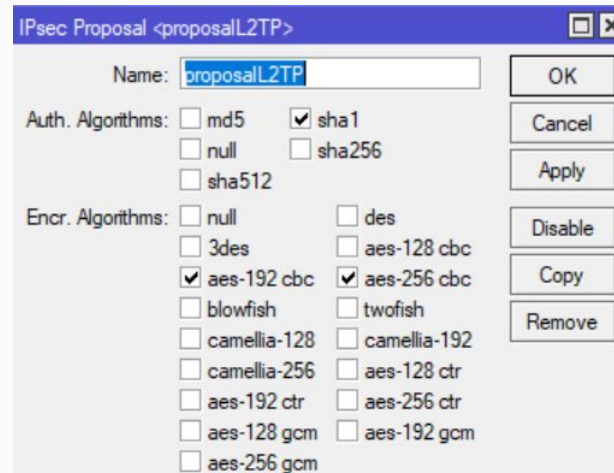 IPsec Proposal <proposalL2TP>
Name: proposalL2TP
OK
Auth. Algorithms: md5 sha1
Cancel
null sha256
sha512
Apply
Encr. Algorithms: null des
Disable
3des aes-128 cbc
aes-192 cbc aes-256 cbc
Copy
blowfish twofish
Remove
camellia-128 camellia-192
camellia-256 aes-128 ctr
aes-192 ctr aes-256 ctr
aes-128 gcm aes-192 gcm
aes-256 gcm